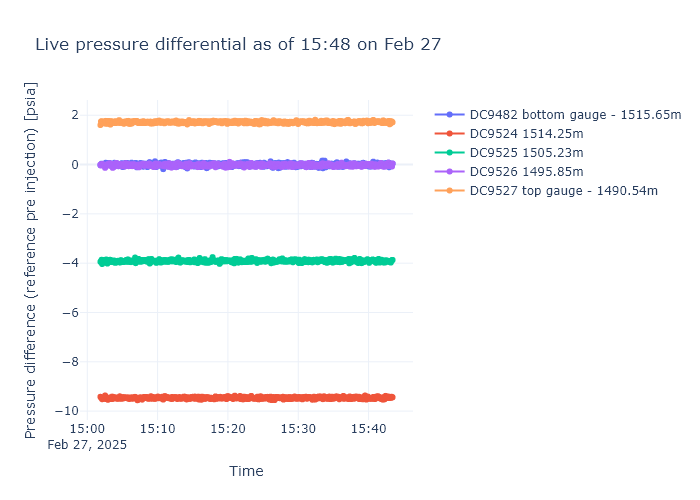 Live pressure differential as of 15:48 on Feb 27
Pressure difference (reference pre injection) [psia]
2
0
−2
−4
−6
−8
−10
15:00
15:10
15:20
15:30
15:40
Feb 27, 2025
Time
DC9482 bottom gauge - 1515.65m
DC9524 1514.25m
DC9525 1505.23m
DC9526 1495.85m
DC9527 top gauge - 1490.54m